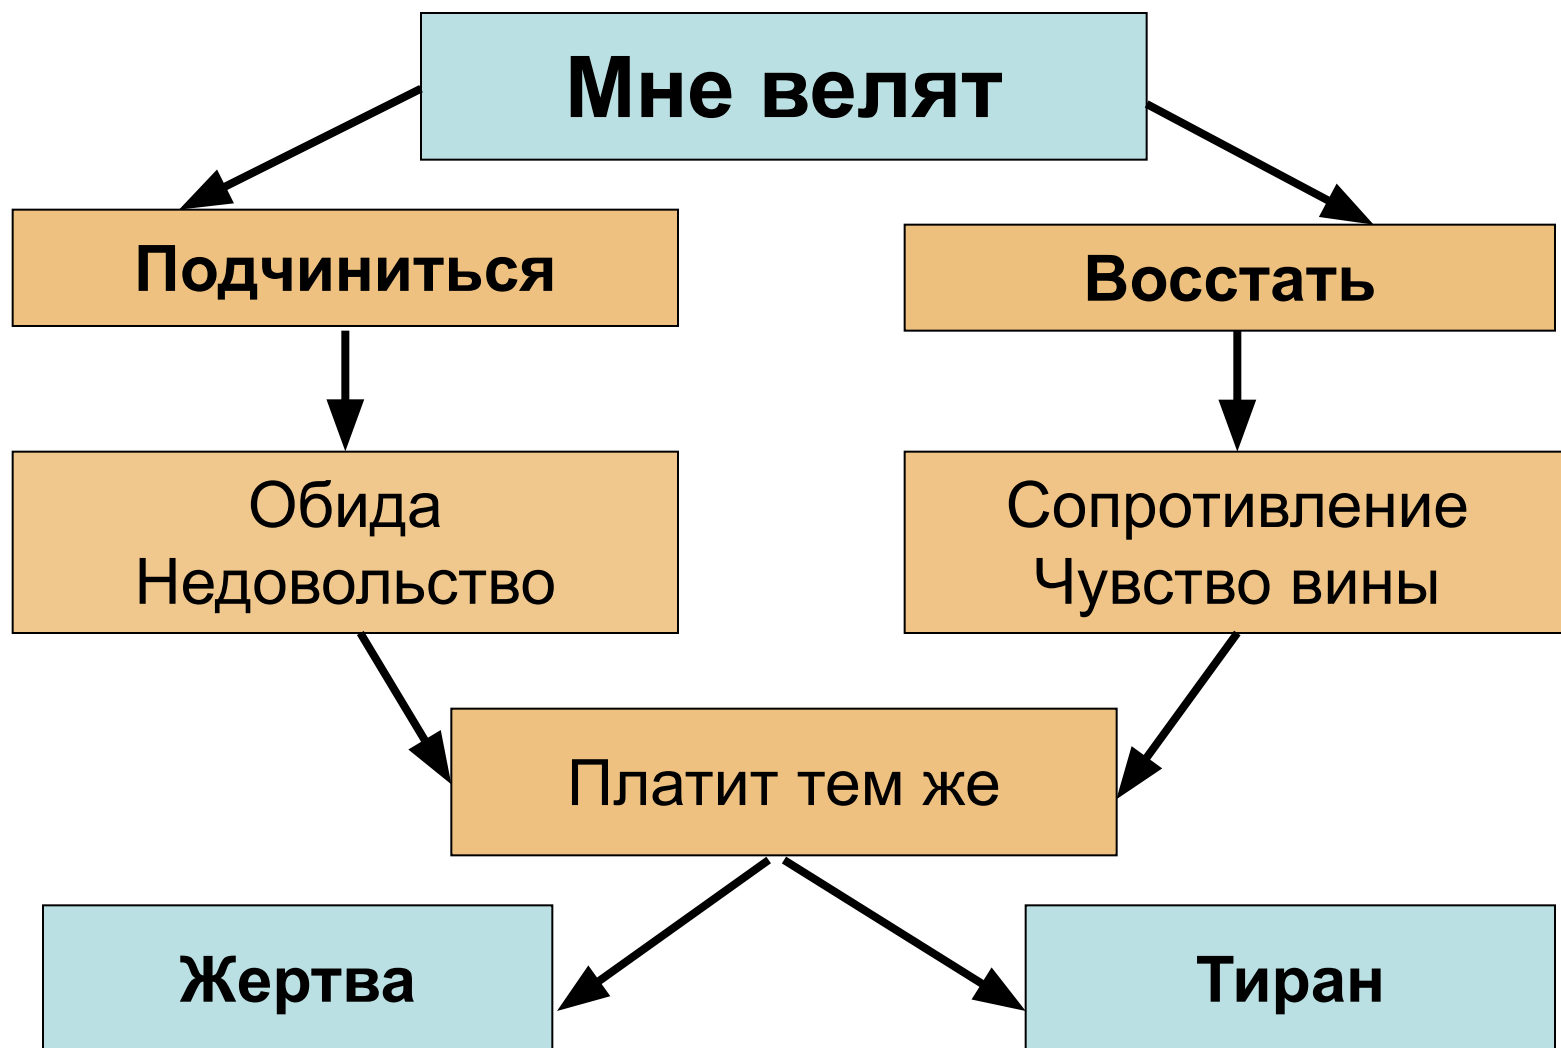 Мне велят
Подчиниться
Восстать
Обида
Недовольство
Сопротивление
Чувство вины
Платит тем же
Жертва
Тиран